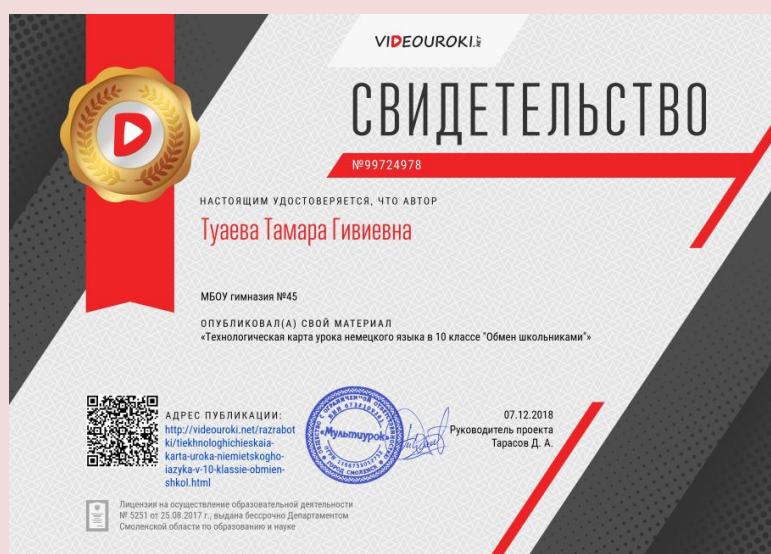 VIDEOUROKI.NET
СВИДЕТЕЛЬСТВО
№99724978
НАСТОЯЩИМ УДОСТОВЕРЯЕТСЯ, ЧТО АВТОР
Туаева Тамара Гивиевна
МБОУ гимназия №45
ОПУБЛИКОВАЛ(А) СВОЙ МАТЕРИАЛ
«Технологическая карта урока немецкого языка в 10 классе "Обмен школьниками"»
АДРЕС ПУБЛИКАЦИИ:
http://videouroki.net/razrabot
ki/tiekhnologhichieskaia-
karta-uroka-niemietskogho-
iazyka-v-10-klassie-obmien-
shkol.html
«Мультиурок»
07.12.2018
Руководитель проекта
Тарасов Д. А.
Лицензия на осуществление образовательной деятельности
№ 5251 от 25.08.2017 г., выдана бессрочно Департаментом
Смоленской области по образованию и науке